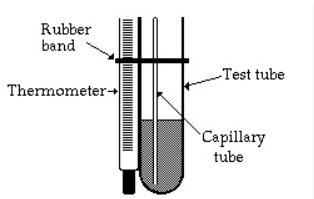 Rubber
band
Thermometer
Test tube
Capillary
tube